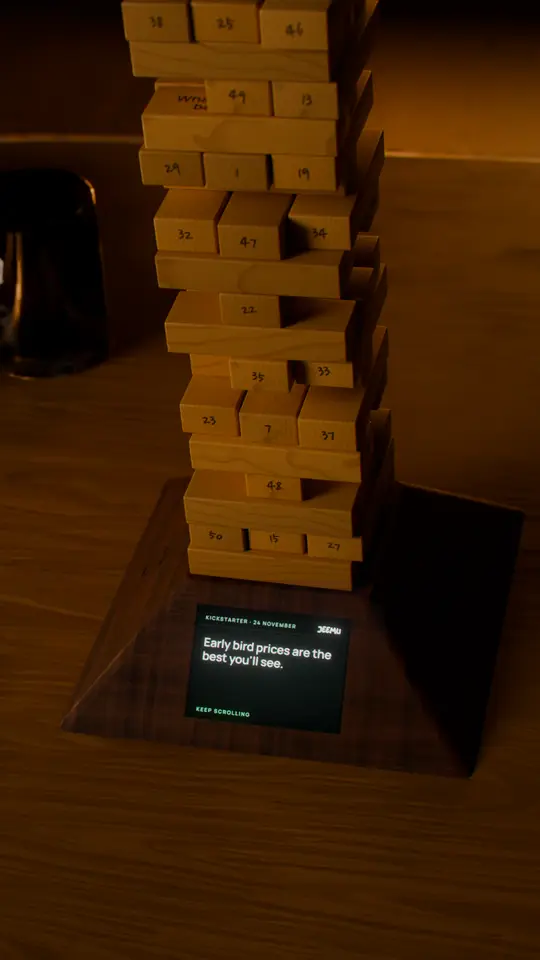 38 25 46
49 13
29 1 19
32 47 34
22
35 33
23 7 37
48
50 15 27
KICKSTARTER · 24 NOVEMBER JEEMU
Early bird prices are the
best you'll see.
KEEP SCROLLING